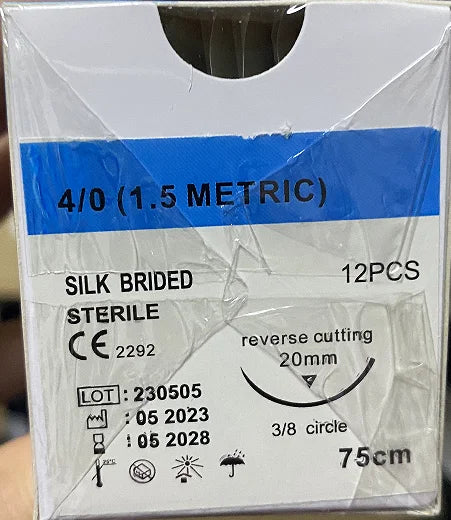 4/0 (1.5 METRIC)
SILK BRIDED 12PCS
STERILE
CE 2292
reverse cutting
20mm
LOT : 230505
: 05 2023
: 05 2028
3/8 circle
75cm